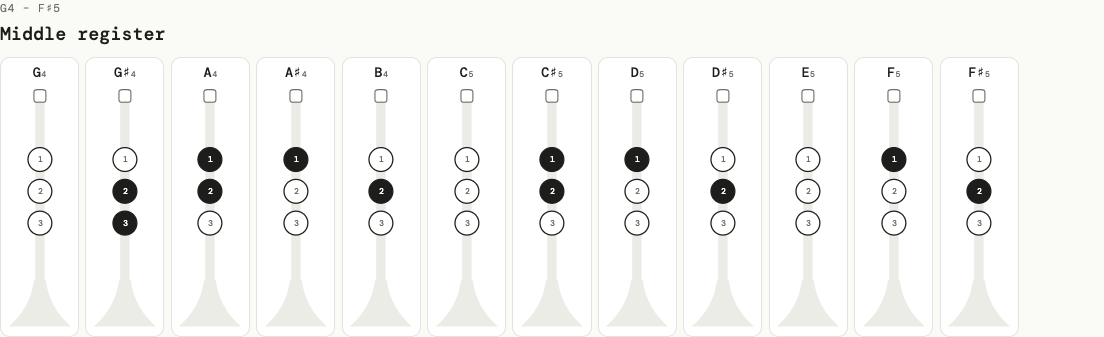 G4 – F♯5
Middle register
G4 G♯4 A4 A♯4 B4 C5 C♯5 D5 D♯5 E5 F5 F♯5
1 1 1 1 1 1 1 1 1 1 1 1
2 2 2 2 2 2 2 2 2 2 2 2
3 3 3 3 3 3 3 3 3 3 3 3